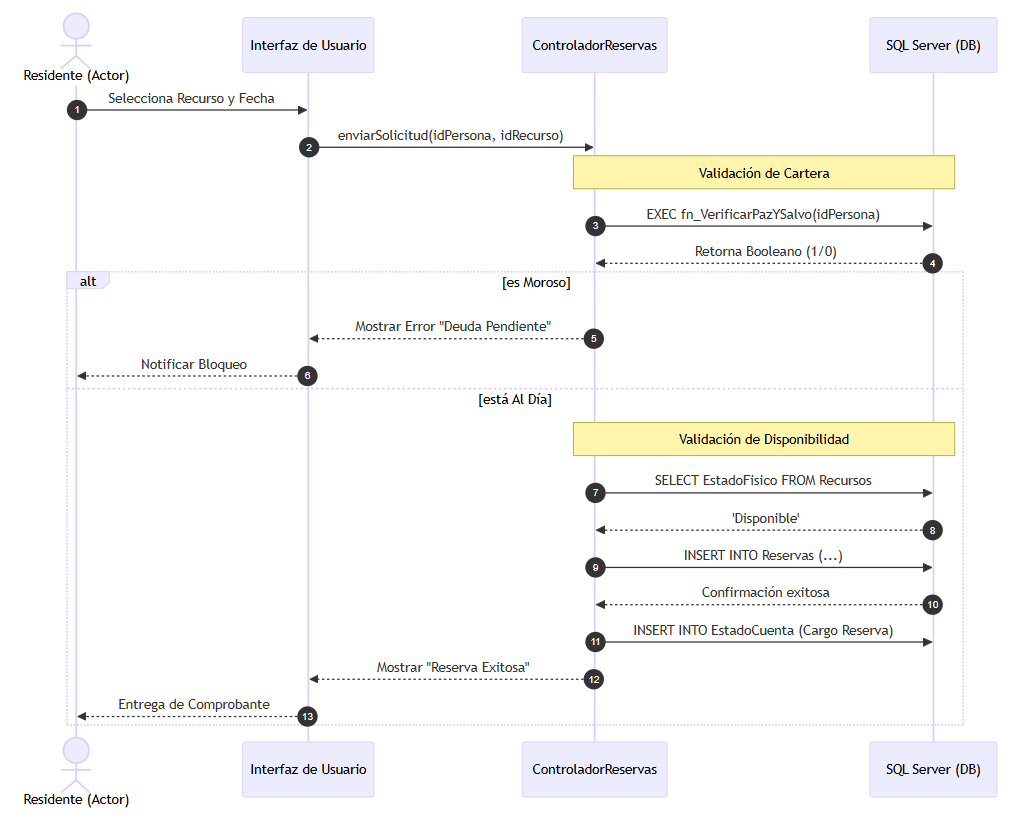 Residente (Actor)
Interfaz de Usuario
ControladorReservas
SQL Server (DB)
1
Selecciona Recurso y Fecha
2
enviarSolicitud(idPersona, idRecurso)
Validación de Cartera
3
EXEC fn_VerificarPazYSalvo(idPersona)
4
Retorna Booleano (1/0)
alt
[es Moroso]
5
Mostrar Error "Deuda Pendiente"
6
Notificar Bloqueo
[está Al Día]
Validación de Disponibilidad
7
SELECT EstadoFisico FROM Recursos
8
'Disponible'
9
INSERT INTO Reservas (...)
10
Confirmación exitosa
11
INSERT INTO EstadoCuenta (Cargo Reserva)
12
Mostrar "Reserva Exitosa"
13
Entrega de Comprobante
Residente (Actor)
Interfaz de Usuario
ControladorReservas
SQL Server (DB)